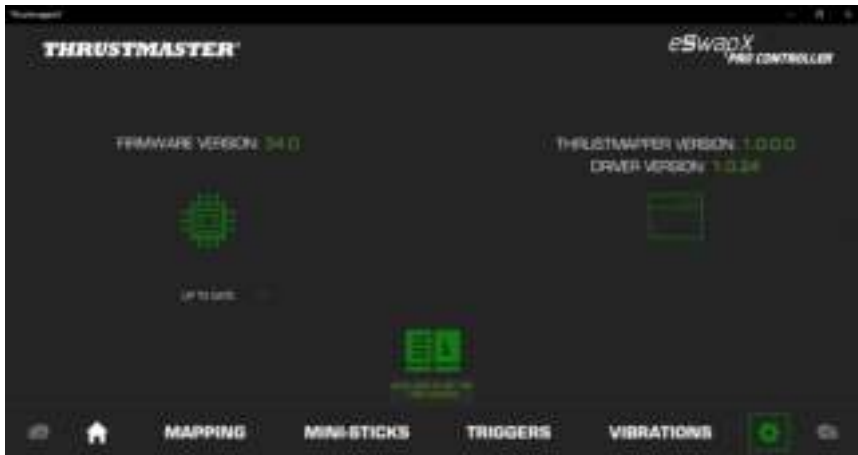 THRUSTMASTER
eSwapX
PRO CONTROLLER
FIRMWARE VERSION: 34.0
THRUSTMAPPER VERSION: 1.0.0.0
DRIVER VERSION: 1.0.24
UP TO DATE
MAPPING
MINI-STICKS
TRIGGERS
VIBRATIONS